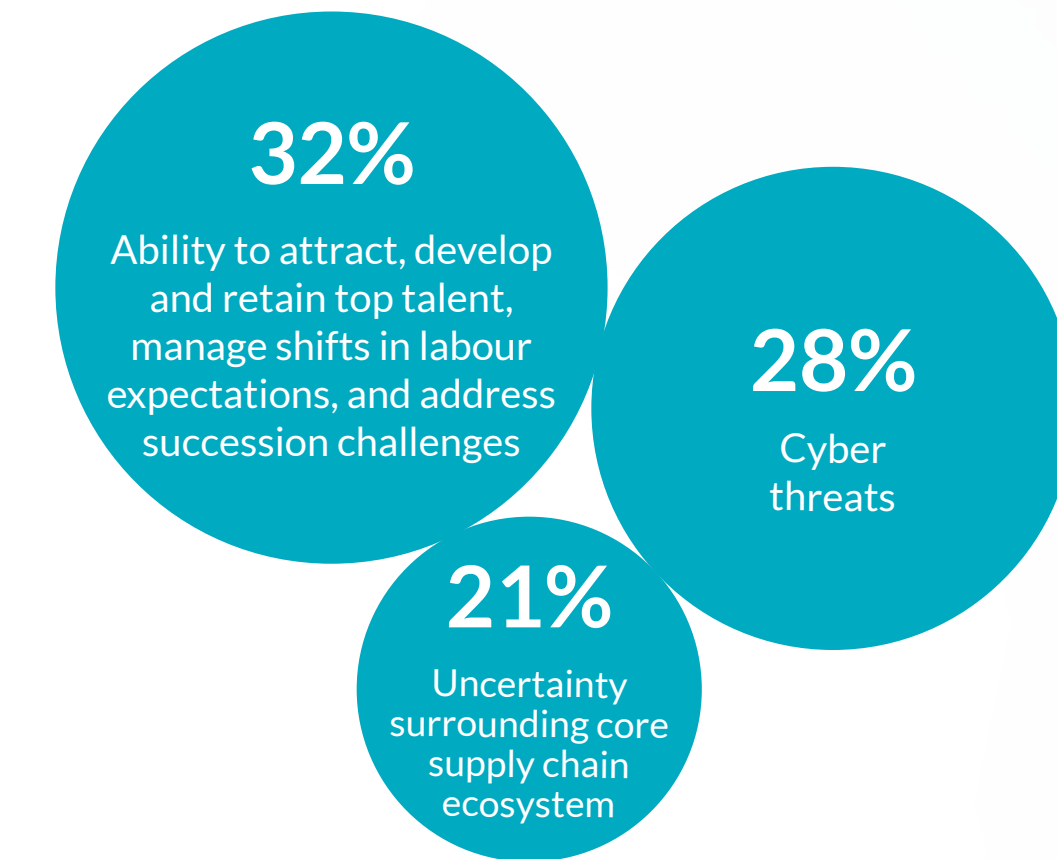 32%
Ability to attract, develop
and retain top talent,
manage shifts in labour
expectations, and address
succession challenges
28%
Cyber
threats
21%
Uncertainty
surrounding core
supply chain
ecosystem